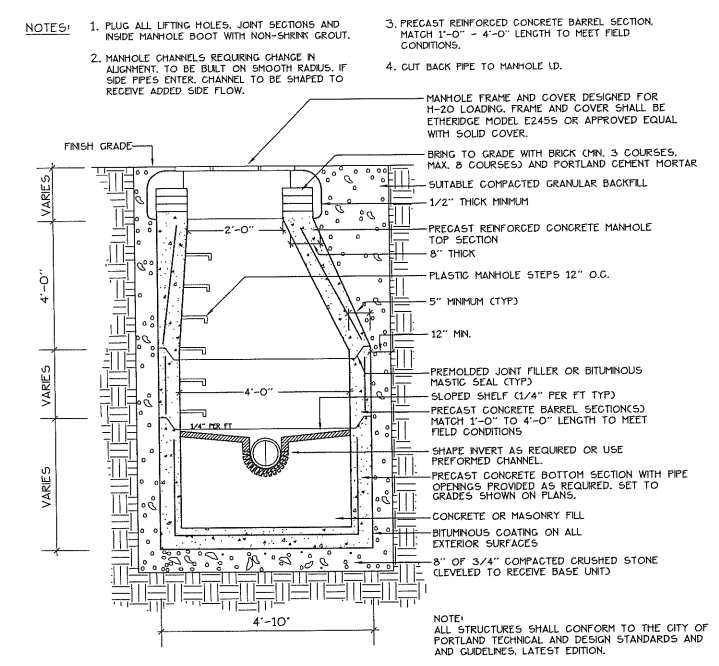 NOTES: 1. PLUG ALL LIFTING HOLES, JOINT SECTIONS AND
INSIDE MANHOLE BOOT WITH NON-SHRINK GROUT.
2. MANHOLE CHANNELS REQUIRING CHANGE IN
ALIGNMENT, TO BE BUILT ON SMOOTH RADIUS. IF
SIDE PIPES ENTER, CHANNEL TO BE SHAPED TO
RECEIVE ADDED SIDE FLOW.
3. PRECAST REINFORCED CONCRETE BARREL SECTION,
MATCH 1"-0" - 4'-0" LENGTH TO MEET FIELD
CONDITIONS.
4. CUT BACK PIPE TO MANHOLE I.D.
MANHOLE FRAME AND COVER DESIGNED FOR
H-20 LOADING. FRAME AND COVER SHALL BE
ETHERIDGE MODEL E245S OR APPROVED EQUAL
WITH SOLID COVER.
FINISH GRADE
BRING TO GRADE WITH BRICK (MIN. 3 COURSES,
MAX. 8 COURSES) AND PORTLAND CEMENT MORTAR
SUITABLE COMPACTED GRANULAR BACKFILL
1/2" THICK MINIMUM
VARIES
2'-0"
PRECAST REINFORCED CONCRETE MANHOLE
TOP SECTION
8" THICK
PLASTIC MANHOLE STEPS 12" O.C.
4'-0"
5" MINIMUM (TYP)
12" MIN.
PREMOLDED JOINT FILLER OR BITUMINOUS
MASTIC SEAL (TYP)
VARIES
4'-0"
SLOPED SHELF (1/4" PER FT TYP)
PRECAST CONCRETE BARREL SECTION(S)
MATCH 1'-0" TO 4'-0" LENGTH TO MEET
FIELD CONDITIONS
1/4" PER FT
SHAPE INVERT AS REQUIRED OR USE
PREFORMED CHANNEL.
VARIES
PRECAST CONCRETE BOTTOM SECTION WITH PIPE
OPENINGS PROVIDED AS REQUIRED. SET TO
GRADES SHOWN ON PLANS.
CONCRETE OR MASONRY FILL
BITUMINOUS COATING ON ALL
EXTERIOR SURFACES
8" OF 3/4" COMPACTED CRUSHED STONE
(LEVELED TO RECEIVE BASE UNIT)
4'-10"
NOTE:
ALL STRUCTURES SHALL CONFORM TO THE CITY OF
PORTLAND TECHNICAL AND DESIGN STANDARDS AND
AND GUIDELINES, LATEST EDITION.